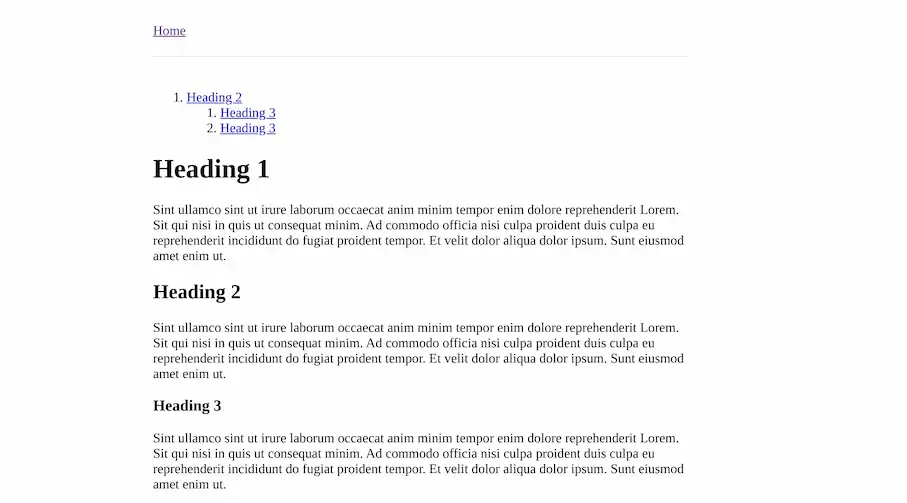 Home
1. Heading 2
1. Heading 3
2. Heading 3
Heading 1
Sint ullamco sint ut irure laborum occaecat anim minim tempor enim dolore reprehenderit Lorem.
Sit qui nisi in quis ut consequat minim. Ad commodo officia nisi culpa proident duis culpa eu
reprehenderit incididunt do fugiat proident tempor. Et velit dolor aliqua dolor ipsum. Sunt eiusmod
amet enim ut.
Heading 2
Sint ullamco sint ut irure laborum occaecat anim minim tempor enim dolore reprehenderit Lorem.
Sit qui nisi in quis ut consequat minim. Ad commodo officia nisi culpa proident duis culpa eu
reprehenderit incididunt do fugiat proident tempor. Et velit dolor aliqua dolor ipsum. Sunt eiusmod
amet enim ut.
Heading 3
Sint ullamco sint ut irure laborum occaecat anim minim tempor enim dolore reprehenderit Lorem.
Sit qui nisi in quis ut consequat minim. Ad commodo officia nisi culpa proident duis culpa eu
reprehenderit incididunt do fugiat proident tempor. Et velit dolor aliqua dolor ipsum. Sunt eiusmod
amet enim ut.